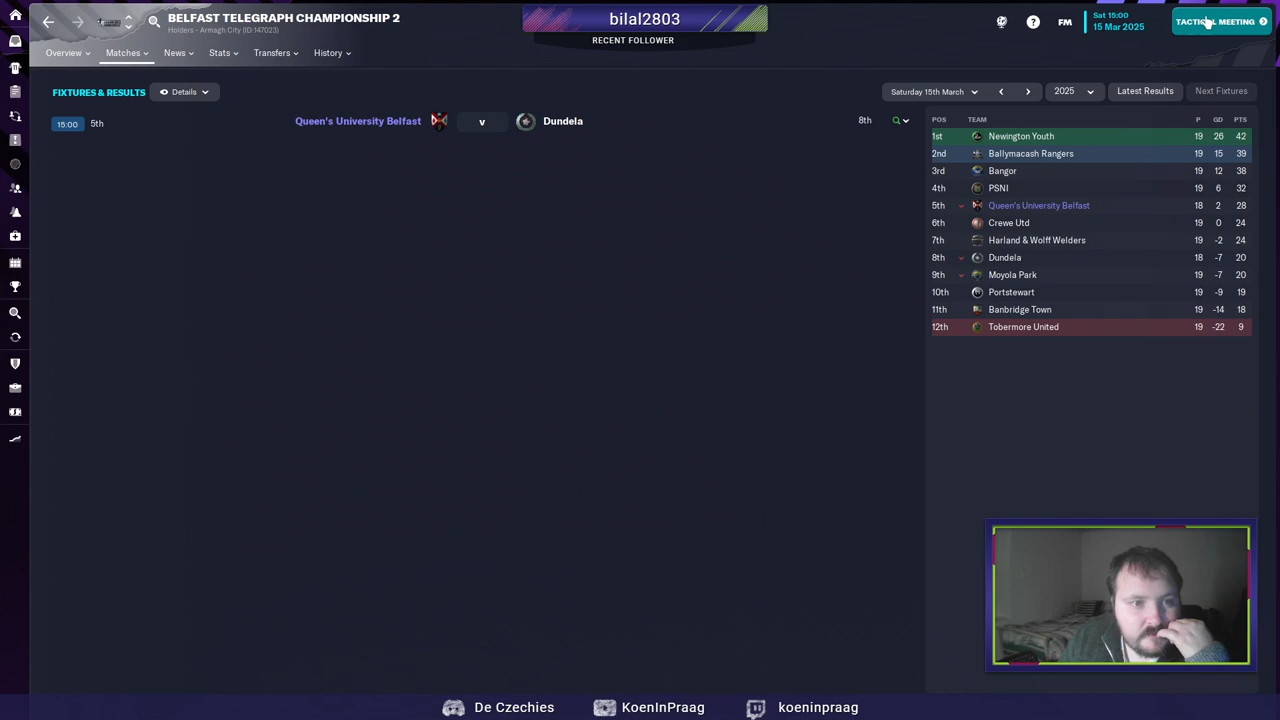 BELFAST TELEGRAPH CHAMPIONSHIP 2
Holders - Armagh City (ID:147023)
bilal2803
RECENT FOLLOWER
FM
Sat 15:00
15 Mar 2025
TACTICAL MEETING
Overview
Matches
News
Stats
Transfers
History
FIXTURES & RESULTS
Details
Saturday 15th March
2025
Latest Results
Next Fixtures
15:00 5th Queen's University Belfast v Dundela 8th
POS TEAM P GD PTS
1st Newington Youth 19 26 42
2nd Ballymacash Rangers 19 15 39
3rd Bangor 19 12 38
4th PSNI 19 6 32
5th Queen's University Belfast 18 2 28
6th Crewe Utd 19 0 24
7th Harland & Wolff Welders 19 -2 24
8th Dundela 18 -7 20
9th Moyola Park 19 -7 20
10th Portstewart 19 -9 19
11th Banbridge Town 19 -14 18
12th Tobermore United 19 -22 9
De Czechies
KoenInPraag
koeninpraag